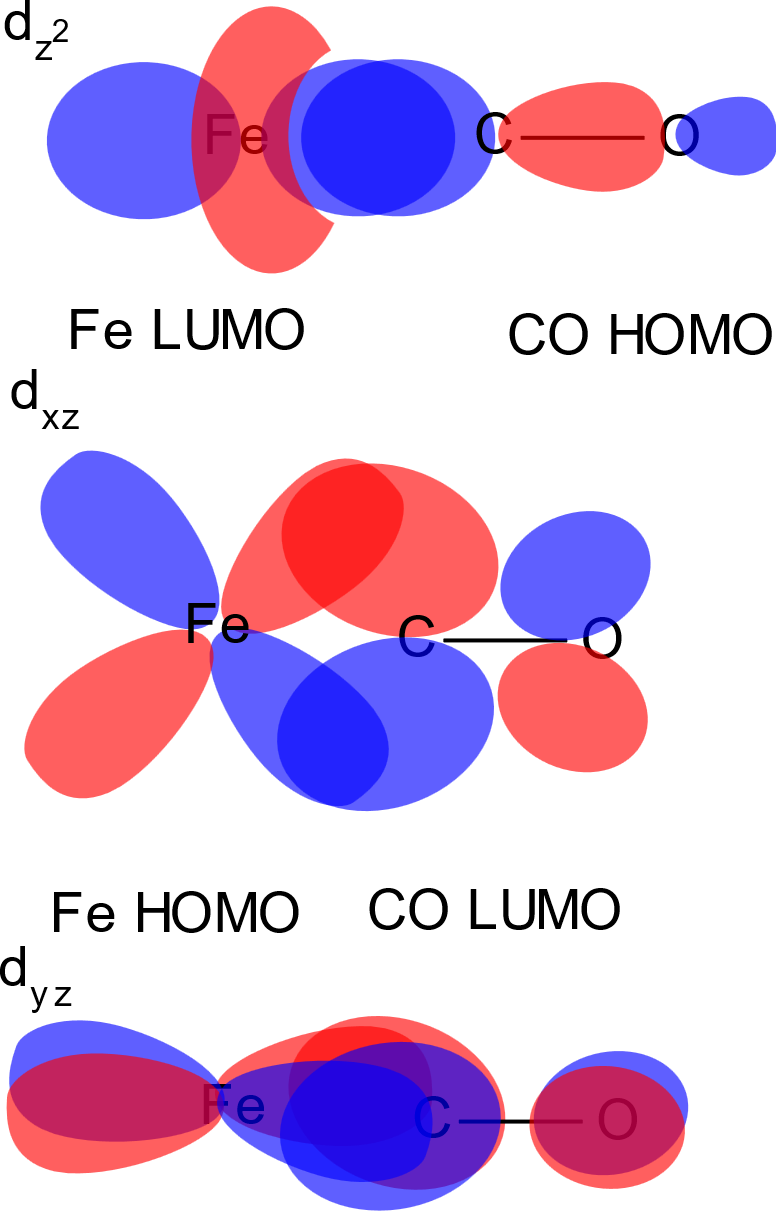 dz2
Fe C O
Fe LUMO CO HOMO
dxz
Fe C O
Fe HOMO CO LUMO
dyz
Fe C O